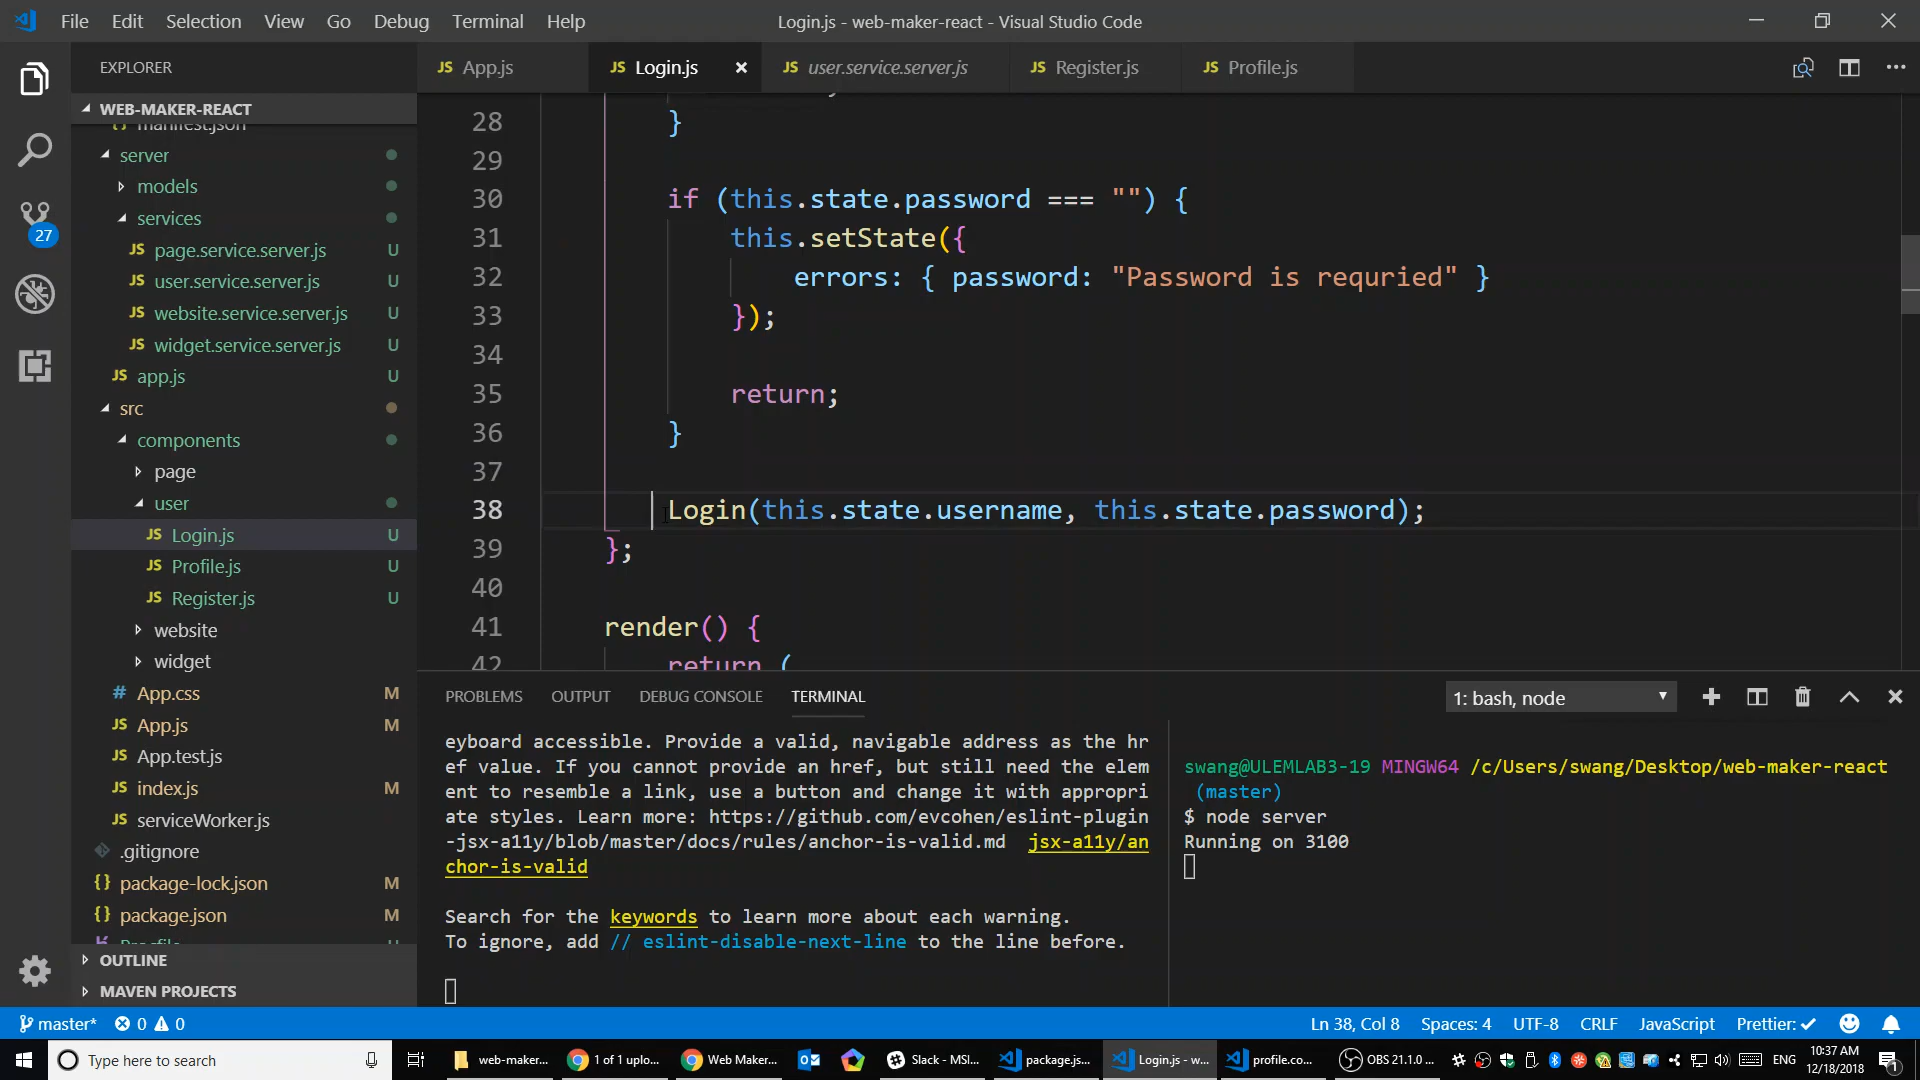 File Edit Selection View Go Debug Terminal Help
Login.js - web-maker-react - Visual Studio Code
EXPLORER
App.js
Login.js
user.service.server.js
Register.js
Profile.js
WEB-MAKER-REACT
manifest.json
server
models
services
JS page.service.server.js U
JS user.service.server.js U
JS website.service.server.js U
JS widget.service.server.js U
JS app.js U
src
components
page
user
JS Login.js U
JS Profile.js U
JS Register.js U
website
widget
# App.css M
JS App.js M
JS App.test.js
JS index.js M
JS serviceWorker.js
.gitignore
{} package-lock.json M
{} package.json M
OUTLINE
MAVEN PROJECTS
27
28 }
29
30 if (this.state.password === "") {
31 this.setState({
32 errors: { password: "Password is requried" }
33 });
34
35 return;
36 }
37
38 Login(this.state.username, this.state.password);
39 };
40
41 render() {
42 return (
PROBLEMS OUTPUT DEBUG CONSOLE TERMINAL
1: bash, node
eyboard accessible. Provide a valid, navigable address as the hr
ef value. If you cannot provide an href, but still need the elem
ent to resemble a link, use a button and change it with appropri
ate styles. Learn more: https://github.com/evcohen/eslint-plugin
-jsx-a11y/blob/master/docs/rules/anchor-is-valid.md jsx-a11y/an
chor-is-valid
Search for the keywords to learn more about each warning.
To ignore, add // eslint-disable-next-line to the line before.
swang@ULEMLAB3-19 MINGW64 /c/Users/swang/Desktop/web-maker-react
(master)
$ node server
Running on 3100
master* 0 0
Ln 38, Col 8 Spaces: 4 UTF-8 CRLF JavaScript Prettier: ✓
Type here to search
web-maker...
1 of 1 uplo...
Web Maker...
Slack - MSI...
package.js...
Login.js - w...
profile.co...
OBS 21.1.0 ...
ENG
10:37 AM
12/18/2018
1